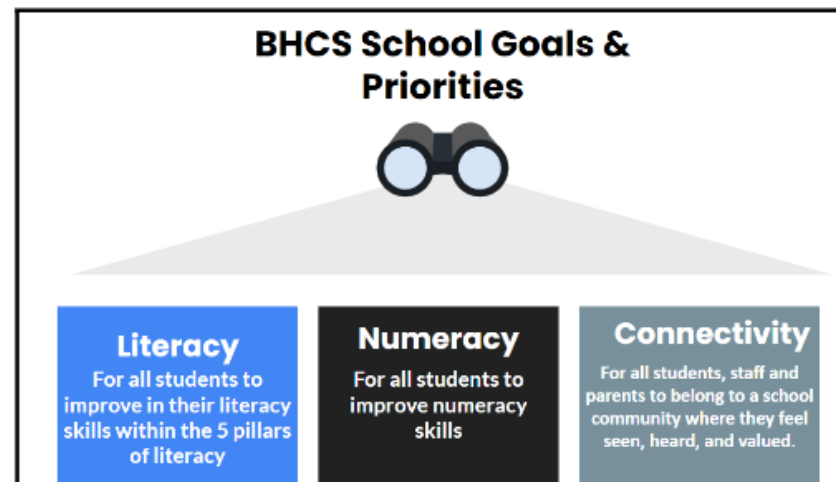 BHCS School Goals &
Priorities
Literacy
For all students to
improve in their literacy
skills within the 5 pillars
of literacy
Numeracy
For all students to
improve numeracy
skills
Connectivity
For all students, staff and
parents to belong to a school
community where they feel
seen, heard, and valued.